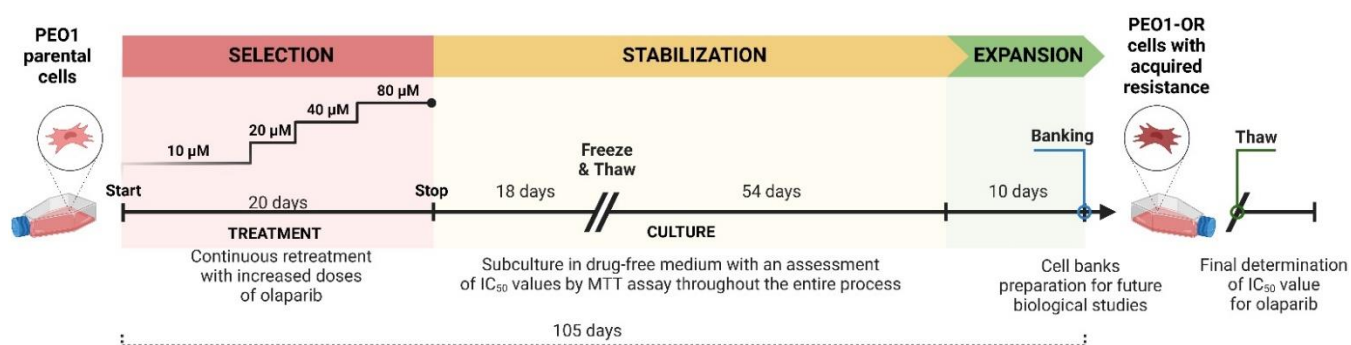 PEO1
parental
cells
SELECTION
STABILIZATION
EXPANSION
PEO1-OR
cells with
acquired
resistance
10 µM
20 µM
40 µM
80 µM
Freeze
& Thaw
Banking
Thaw
Start
Stop
20 days
18 days
54 days
10 days
TREATMENT
CULTURE
Continuous retreatment
with increased doses
of olaparib
Subculture in drug-free medium with an assessment
of IC₅₀ values by MTT assay throughout the entire process
Cell banks
preparation for future
biological studies
Final determination
of IC₅₀ value
for olaparib
105 days